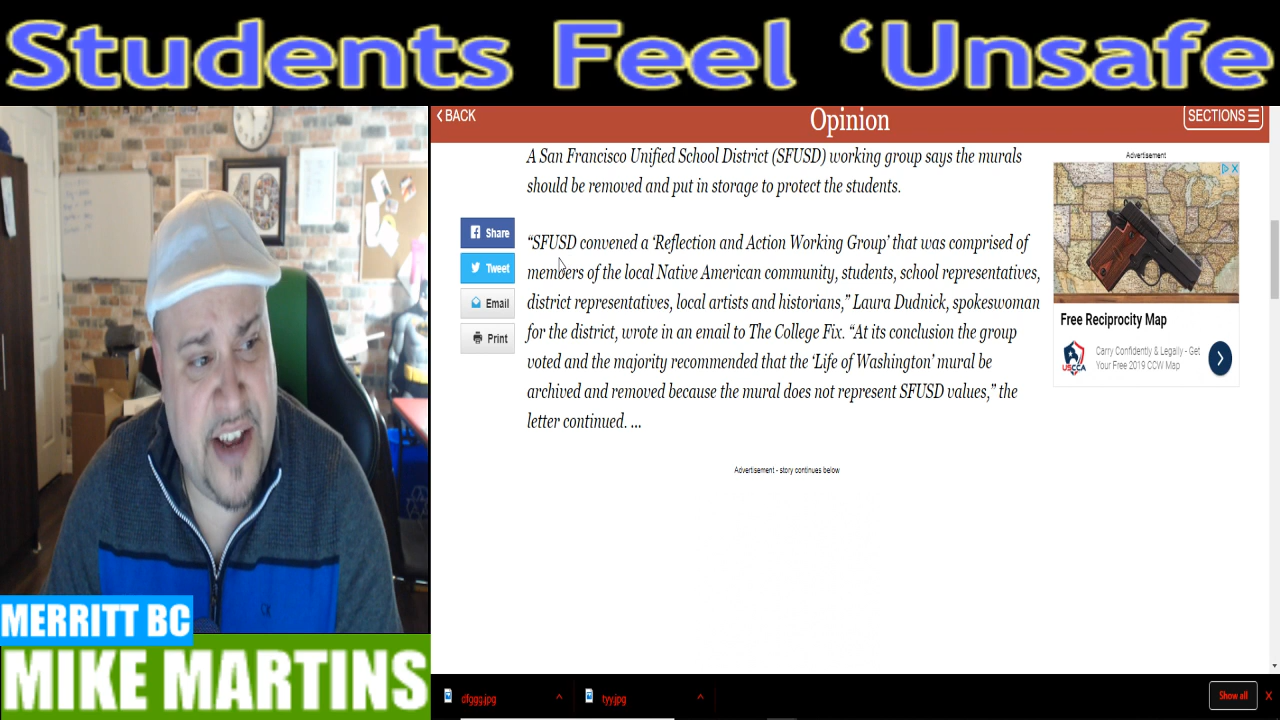 Students Feel ‘Unsafe
BACK
Opinion
SECTIONS
A San Francisco Unified School District (SFUSD) working group says the murals
should be removed and put in storage to protect the students.
Share
Tweet
Email
Print
“SFUSD convened a ‘Reflection and Action Working Group’ that was comprised of
members of the local Native American community, students, school representatives,
district representatives, local artists and historians,” Laura Dudnick, spokeswoman
for the district, wrote in an email to The College Fix. “At its conclusion the group
voted and the majority recommended that the ‘Life of Washington’ mural be
archived and removed because the mural does not represent SFUSD values,” the
letter continued. ...
Advertisement - story continues below
Advertisement
Free Reciprocity Map
USCCA
Carry Confidently & Legally - Get
Your Free 2019 CCW Map
MERRITT BC
MIKE MARTINS
dfggg.jpg
tyy.jpg
Show all
X